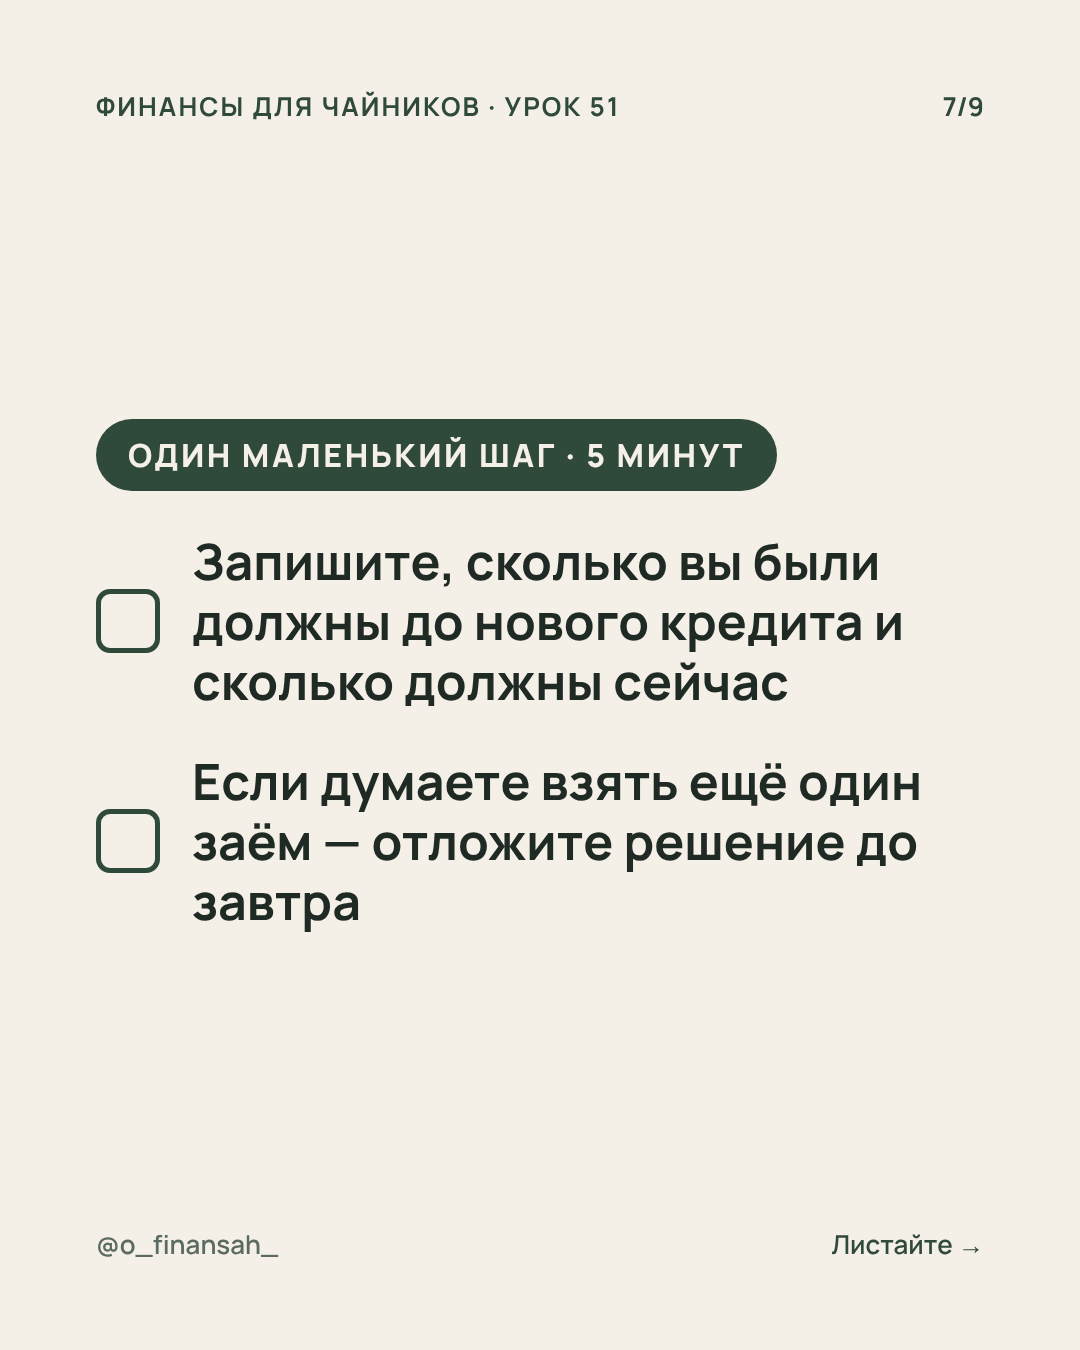 ФИНАНСЫ ДЛЯ ЧАЙНИКОВ · УРОК 51
7/9
ОДИН МАЛЕНЬКИЙ ШАГ · 5 МИНУТ
Запишите, сколько вы были
должны до нового кредита и
сколько должны сейчас
Если думаете взять ещё один
заём — отложите решение до
завтра
@o_finansah_
Листайте →